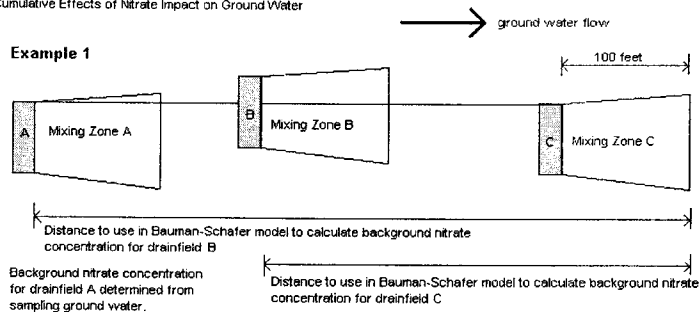 Cumulative Effects of Nitrate Impact on Ground Water
ground water flow
Example 1
100 feet
A
Mixing Zone A
B
Mixing Zone B
C
Mixing Zone C
Distance to use in Bauman-Schafer model to calculate background nitrate
concentration for drainfield B
Background nitrate concentration
for drainfield A determined from
sampling ground water.
Distance to use in Bauman-Schafer model to calculate background nitrate
concentration for drainfield C